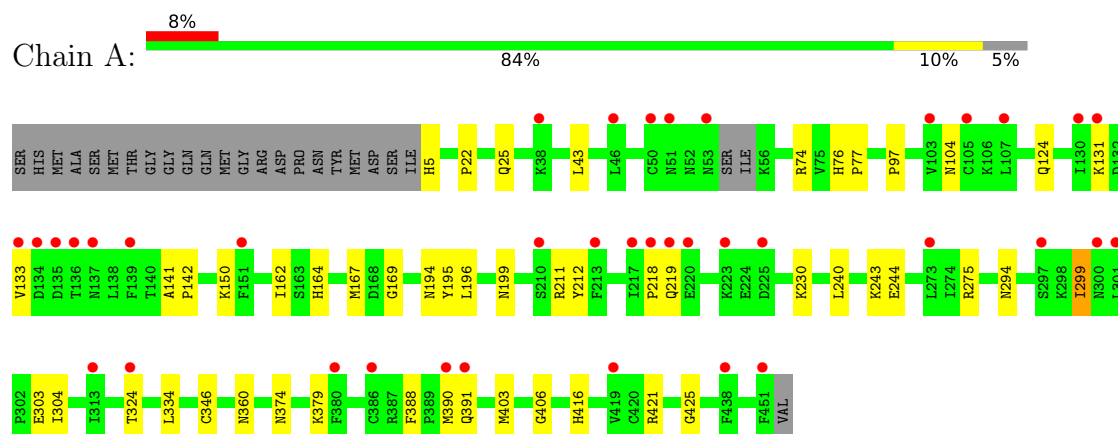 8%
Chain A:
84% 10% 5%
SER HIS MET ALA SER MET THR GLY GLY GLN GLN MET GLY ARG ASP PRO ASN TYR MET ASP SER ILE H5 P22 Q25 K38 L43 L46 C50 N51 N52 N53 SER ILE K56 R74 V75 H76 P77 P97 V103 N104 C105 K106 L107 Q124 I130 K131 D132
V133 D134 D135 T136 N137 L138 F139 T140 A141 P142 K150 F151 I162 S163 H164 M167 D168 G169 N194 Y195 L196 N199 S210 R211 Y212 F213 I217 P218 Q219 E220 K223 E224 D225 K230 L240 K243 E244 L273 I274 R275 N294 S297 K298 I299 N300 L301
P302 E303 I304 I313 T324 L334 C346 N360 N374 K379 F380 C386 R387 F388 P389 M390 Q391 M403 G406 H416 V419 C420 R421 G425 F438 F451 VAL